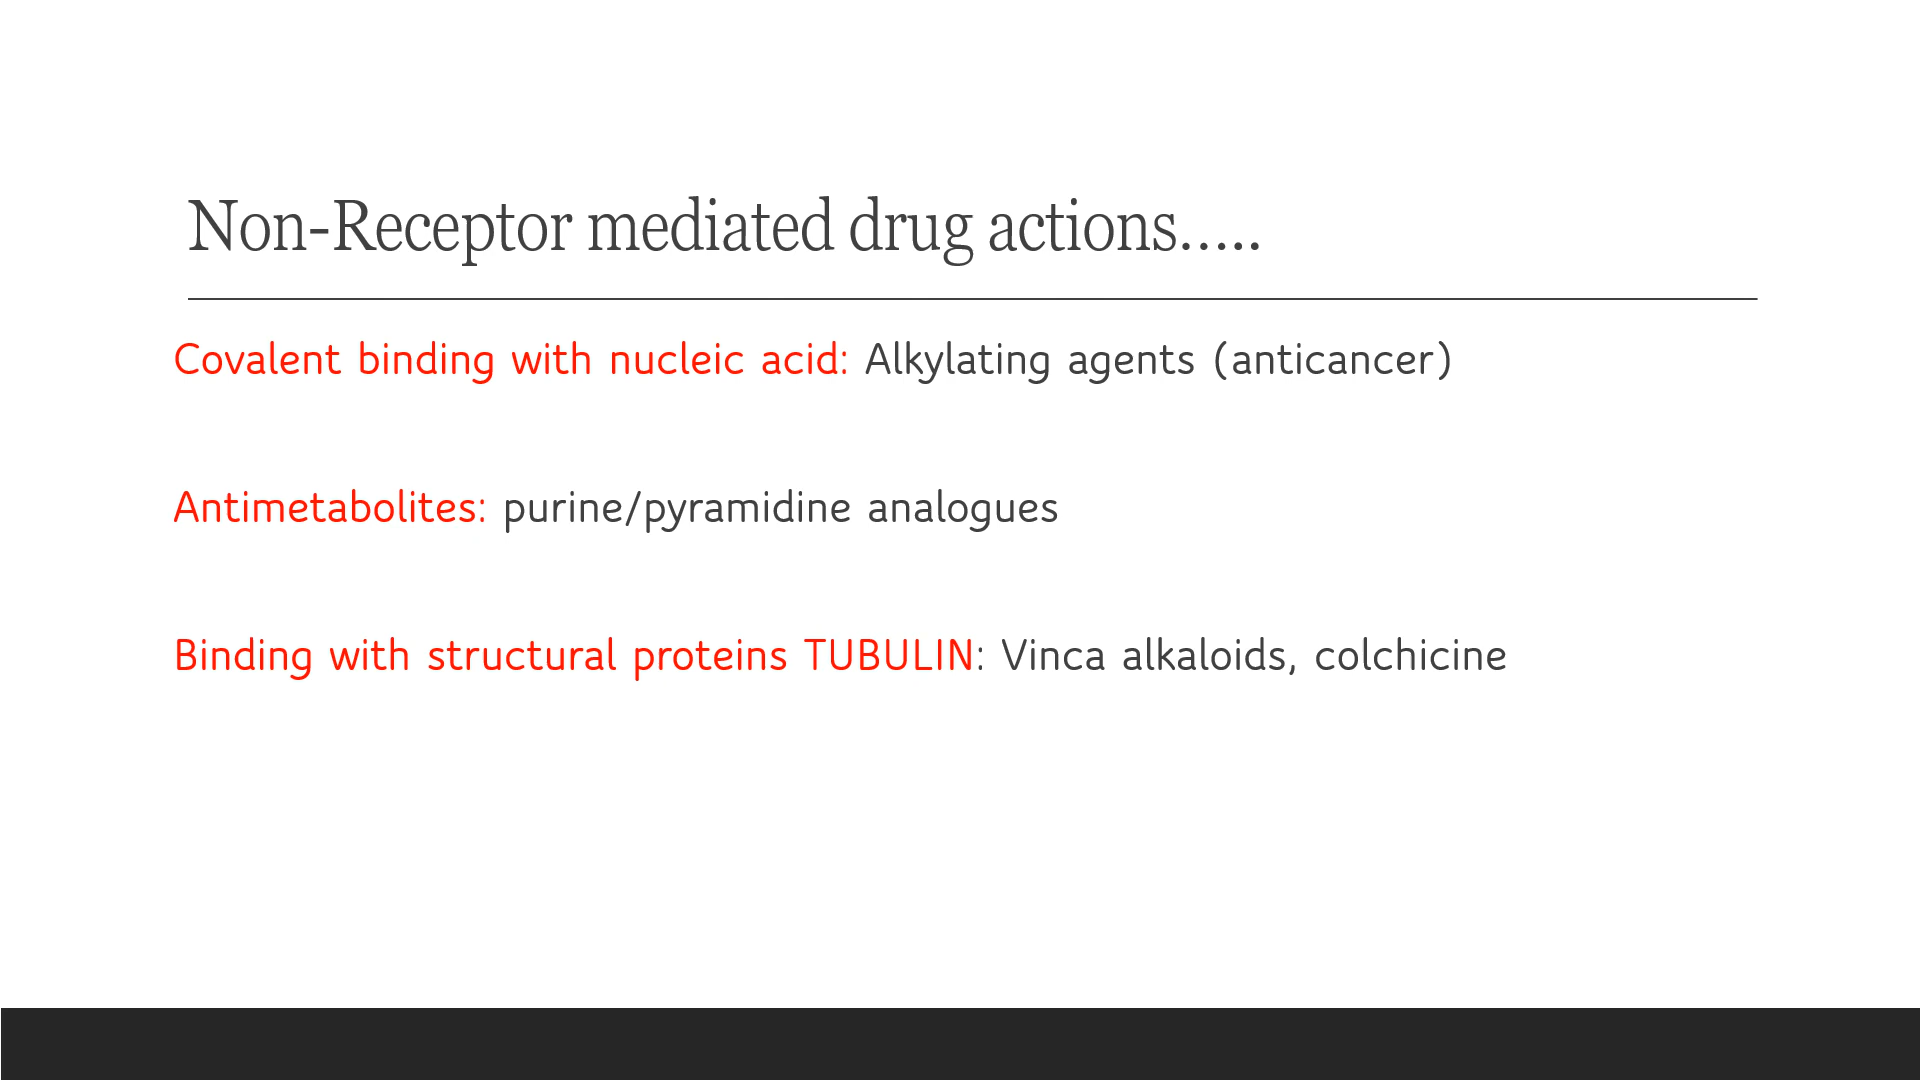 Non-Receptor mediated drug actions.....
Covalent binding with nucleic acid: Alkylating agents (anticancer)
Antimetabolites: purine/pyramidine analogues
Binding with structural proteins TUBULIN: Vinca alkaloids, colchicine